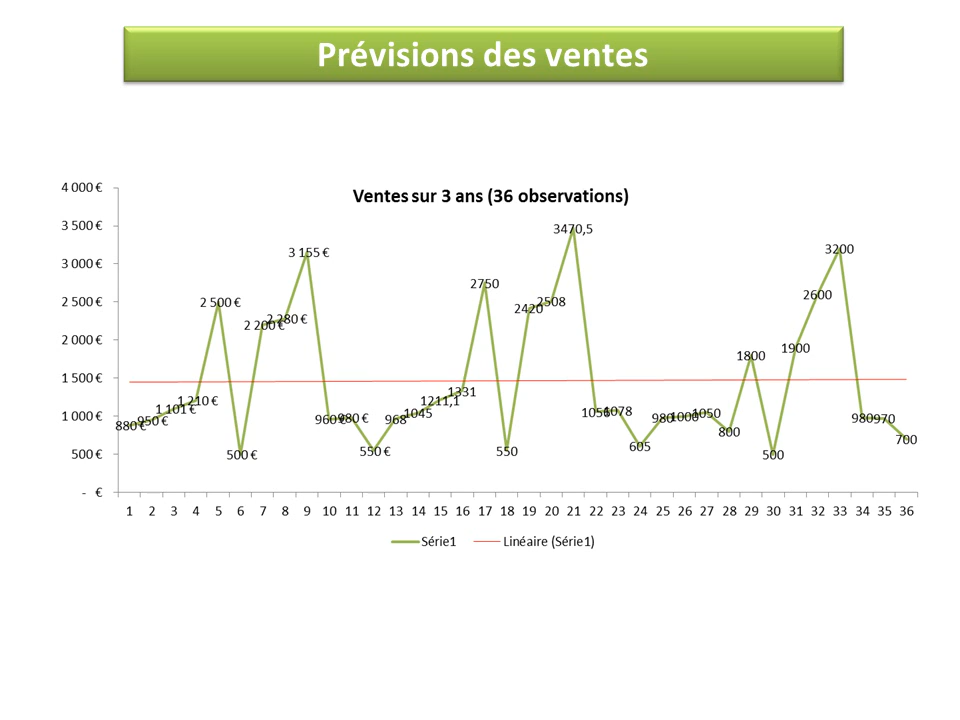 Prévisions des ventes
Ventes sur 3 ans (36 observations)
4 000 €
3 500 €
3 000 €
2 500 €
2 000 €
1 500 €
1 000 €
500 €
- €
880 €
950 €
1 101 €
1 210 €
2 500 €
500 €
2 200 €
2 280 €
3 155 €
960 €
980 €
550 €
968
1045
1211,1
1331
2750
550
2420
2508
3470,5
1056
1078
605
980
1000
1050
800
1800
500
1900
2600
3200
980
970
700
1 2 3 4 5 6 7 8 9 10 11 12 13 14 15 16 17 18 19 20 21 22 23 24 25 26 27 28 29 30 31 32 33 34 35 36
Série1 Linéaire (Série1)